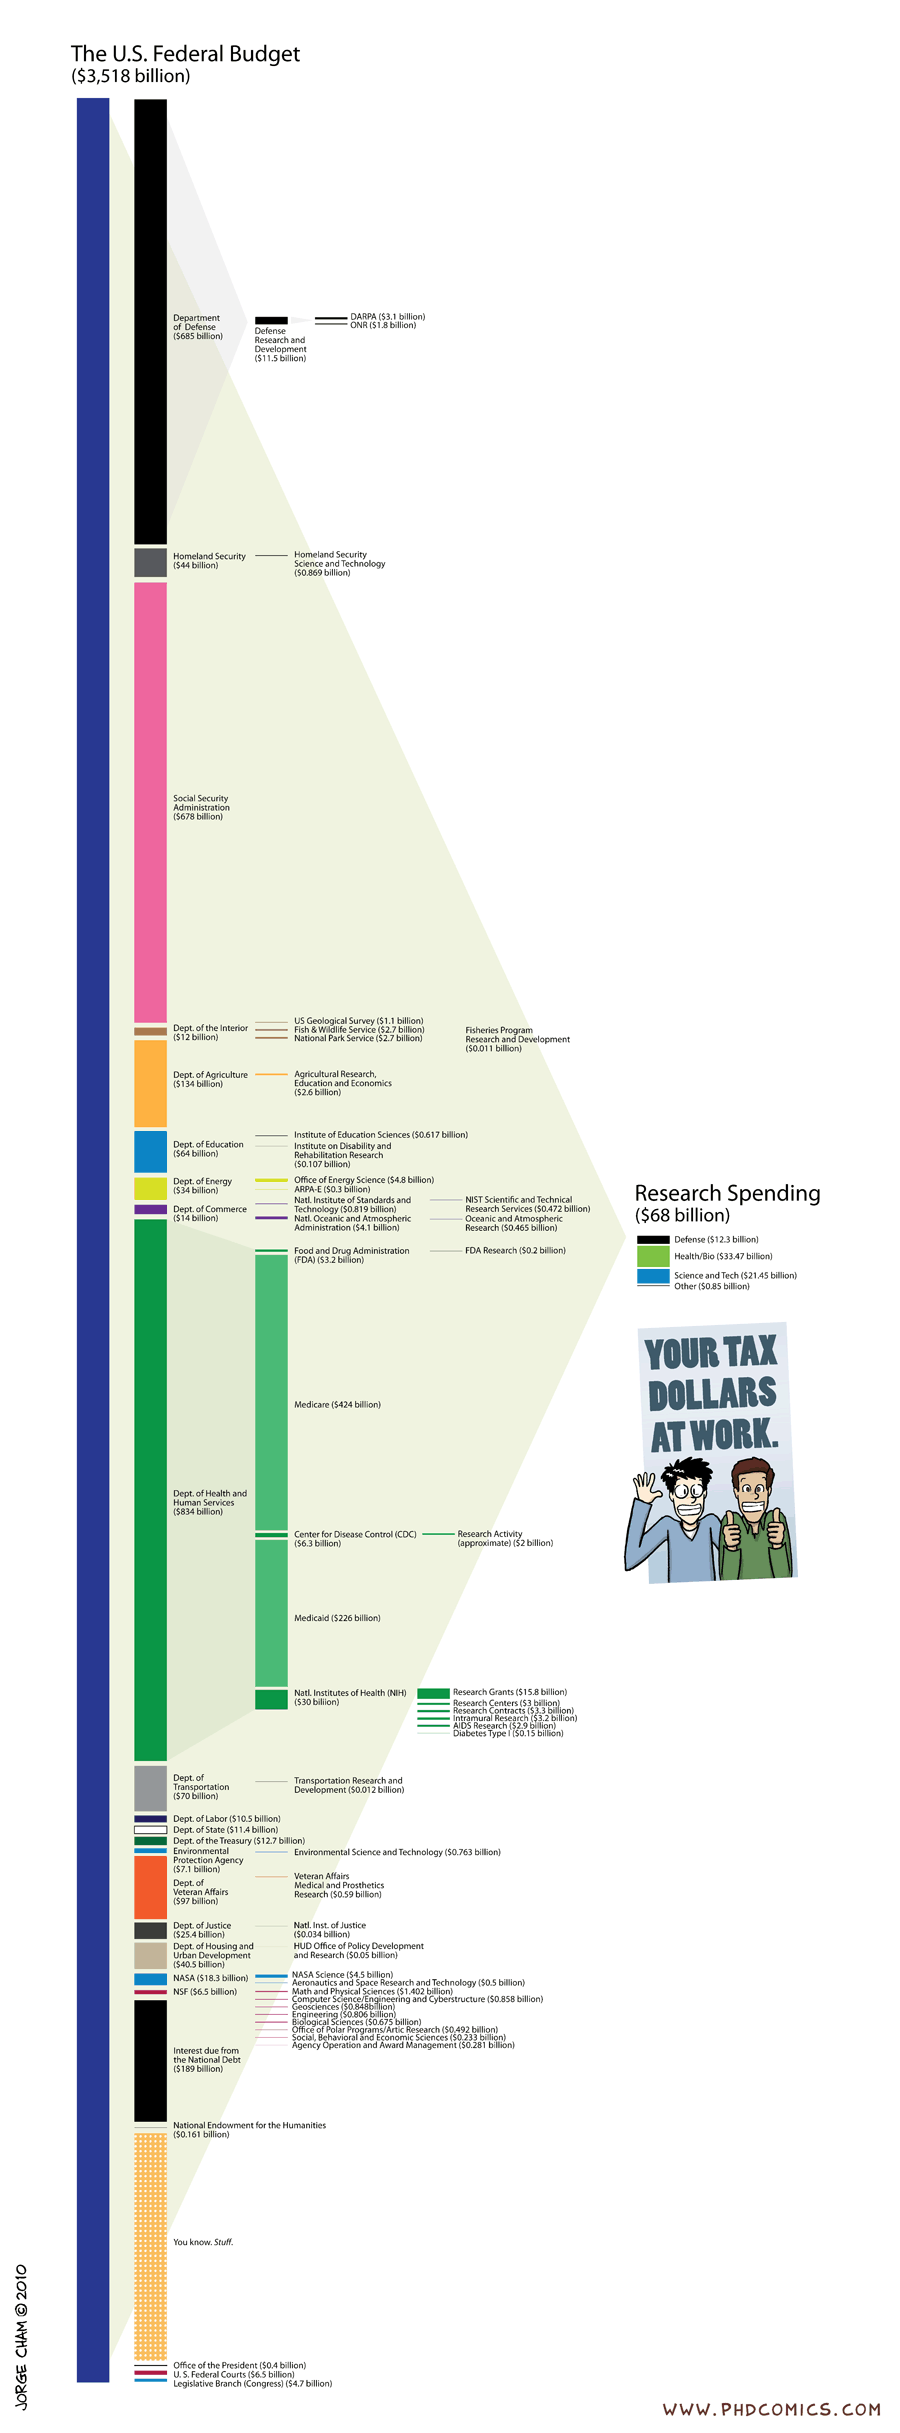 The U.S. Federal Budget
($3,518 billion)
Department
of Defense
($685 billion)
Defense
Research and
Development
($11.5 billion)
DARPA ($3.1 billion)
ONR ($1.8 billion)
Homeland Security
($44 billion)
Homeland Security
Science and Technology
($0.869 billion)
Social Security
Administration
($678 billion)
Dept. of the Interior
($12 billion)
US Geological Survey ($1.1 billion)
Fish & Wildlife Service ($2.7 billion)
National Park Service ($2.7 billion)
Fisheries Program
Research and Development
($0.011 billion)
Dept. of Agriculture
($134 billion)
Agricultural Research,
Education and Economics
($2.6 billion)
Dept. of Education
($64 billion)
Institute of Education Sciences ($0.617 billion)
Institute on Disability and
Rehabilitation Research
($0.107 billion)
Dept. of Energy
($34 billion)
Office of Energy Science ($4.8 billion)
ARPA-E ($0.3 billion)
Dept. of Commerce
($14 billion)
Natl. Institute of Standards and
Technology ($0.819 billion)
NIST Scientific and Technical
Research Services ($0.472 billion)
Natl. Oceanic and Atmospheric
Administration ($4.1 billion)
Oceanic and Atmospheric
Research ($0.465 billion)
Food and Drug Administration
(FDA) ($3.2 billion)
FDA Research ($0.2 billion)
Medicare ($424 billion)
Dept. of Health and
Human Services
($834 billion)
Center for Disease Control (CDC)
($6.3 billion)
Research Activity
(approximate) ($2 billion)
Medicaid ($226 billion)
Natl. Institutes of Health (NIH)
($30 billion)
Research Grants ($15.8 billion)
Research Centers ($3 billion)
Research Contracts ($3.3 billion)
Intramural Research ($3.2 billion)
AIDS Research ($2.9 billion)
Diabetes Type I ($0.15 billion)
Research Spending
($68 billion)
Defense ($12.3 billion)
Health/Bio ($33.47 billion)
Science and Tech ($21.45 billion)
Other ($0.85 billion)
YOUR TAX
DOLLARS
AT WORK.
Dept. of
Transportation
($70 billion)
Transportation Research and
Development ($0.012 billion)
Dept. of Labor ($10.5 billion)
Dept. of State ($11.4 billion)
Dept. of the Treasury ($12.7 billion)
Environmental
Protection Agency
($7.1 billion)
Environmental Science and Technology ($0.763 billion)
Dept. of
Veteran Affairs
($97 billion)
Veteran Affairs
Medical and Prosthetics
Research ($0.59 billion)
Dept. of Justice
($25.4 billion)
Natl. Inst. of Justice
($0.034 billion)
Dept. of Housing and
Urban Development
($40.5 billion)
HUD Office of Policy Development
and Research ($0.05 billion)
NASA ($18.3 billion)
NASA Science ($4.5 billion)
Aeronautics and Space Research and Technology ($0.5 billion)
NSF ($6.5 billion)
Math and Physical Sciences ($1.402 billion)
Computer Science/Engineering and Cyberstructure ($0.858 billion)
Geosciences ($0.848billion)
Engineering ($0.806 billion)
Biological Sciences ($0.675 billion)
Office of Polar Programs/Artic Research ($0.492 billion)
Social, Behavioral and Economic Sciences ($0.233 billion)
Agency Operation and Award Management ($0.281 billion)
Interest due from
the National Debt
($189 billion)
National Endowment for the Humanities
($0.161 billion)
You know. Stuff.
Office of the President ($0.4 billion)
U. S. Federal Courts ($6.5 billion)
Legislative Branch (Congress) ($4.7 billion)
JORGE CHAM © 2010
WWW.PHDCOMICS.COM